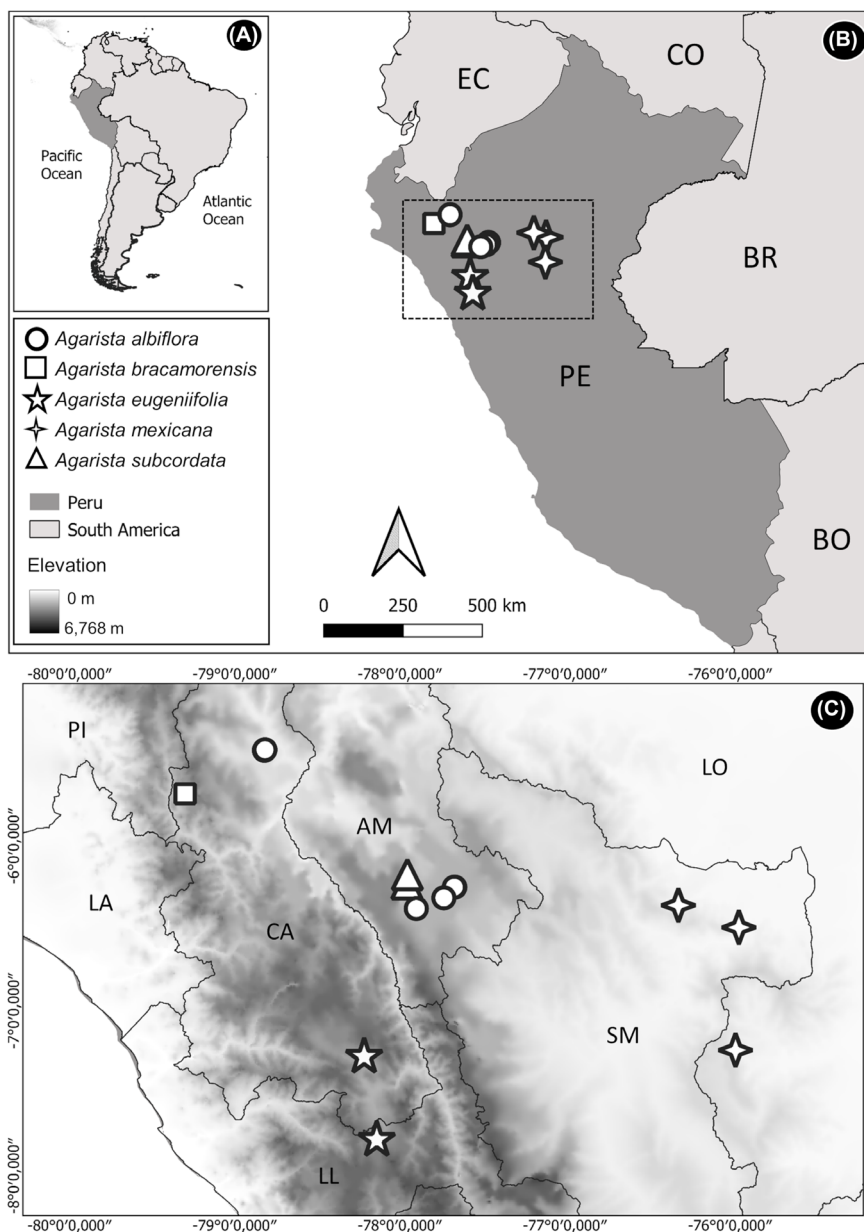 (A)
Pacific
Ocean
Atlantic
Ocean
Agarista albiflora
Agarista bracamorensis
Agarista eugeniifolia
Agarista mexicana
Agarista subcordata
Peru
South America
Elevation
0 m
6,768 m
(B)
EC
CO
BR
PE
BO
0 250 500 km
-80°0'0,000″ -79°0'0,000″ -78°0'0,000″ -77°0'0,000″ -76°0'0,000″
(C)
PI
LO
AM
LA
CA
SM
LL
-6°0'0,000″
-7°0'0,000″
-8°0'0,000″
-80°0'0,000″ -79°0'0,000″ -78°0'0,000″ -77°0'0,000″ -76°0'0,000″